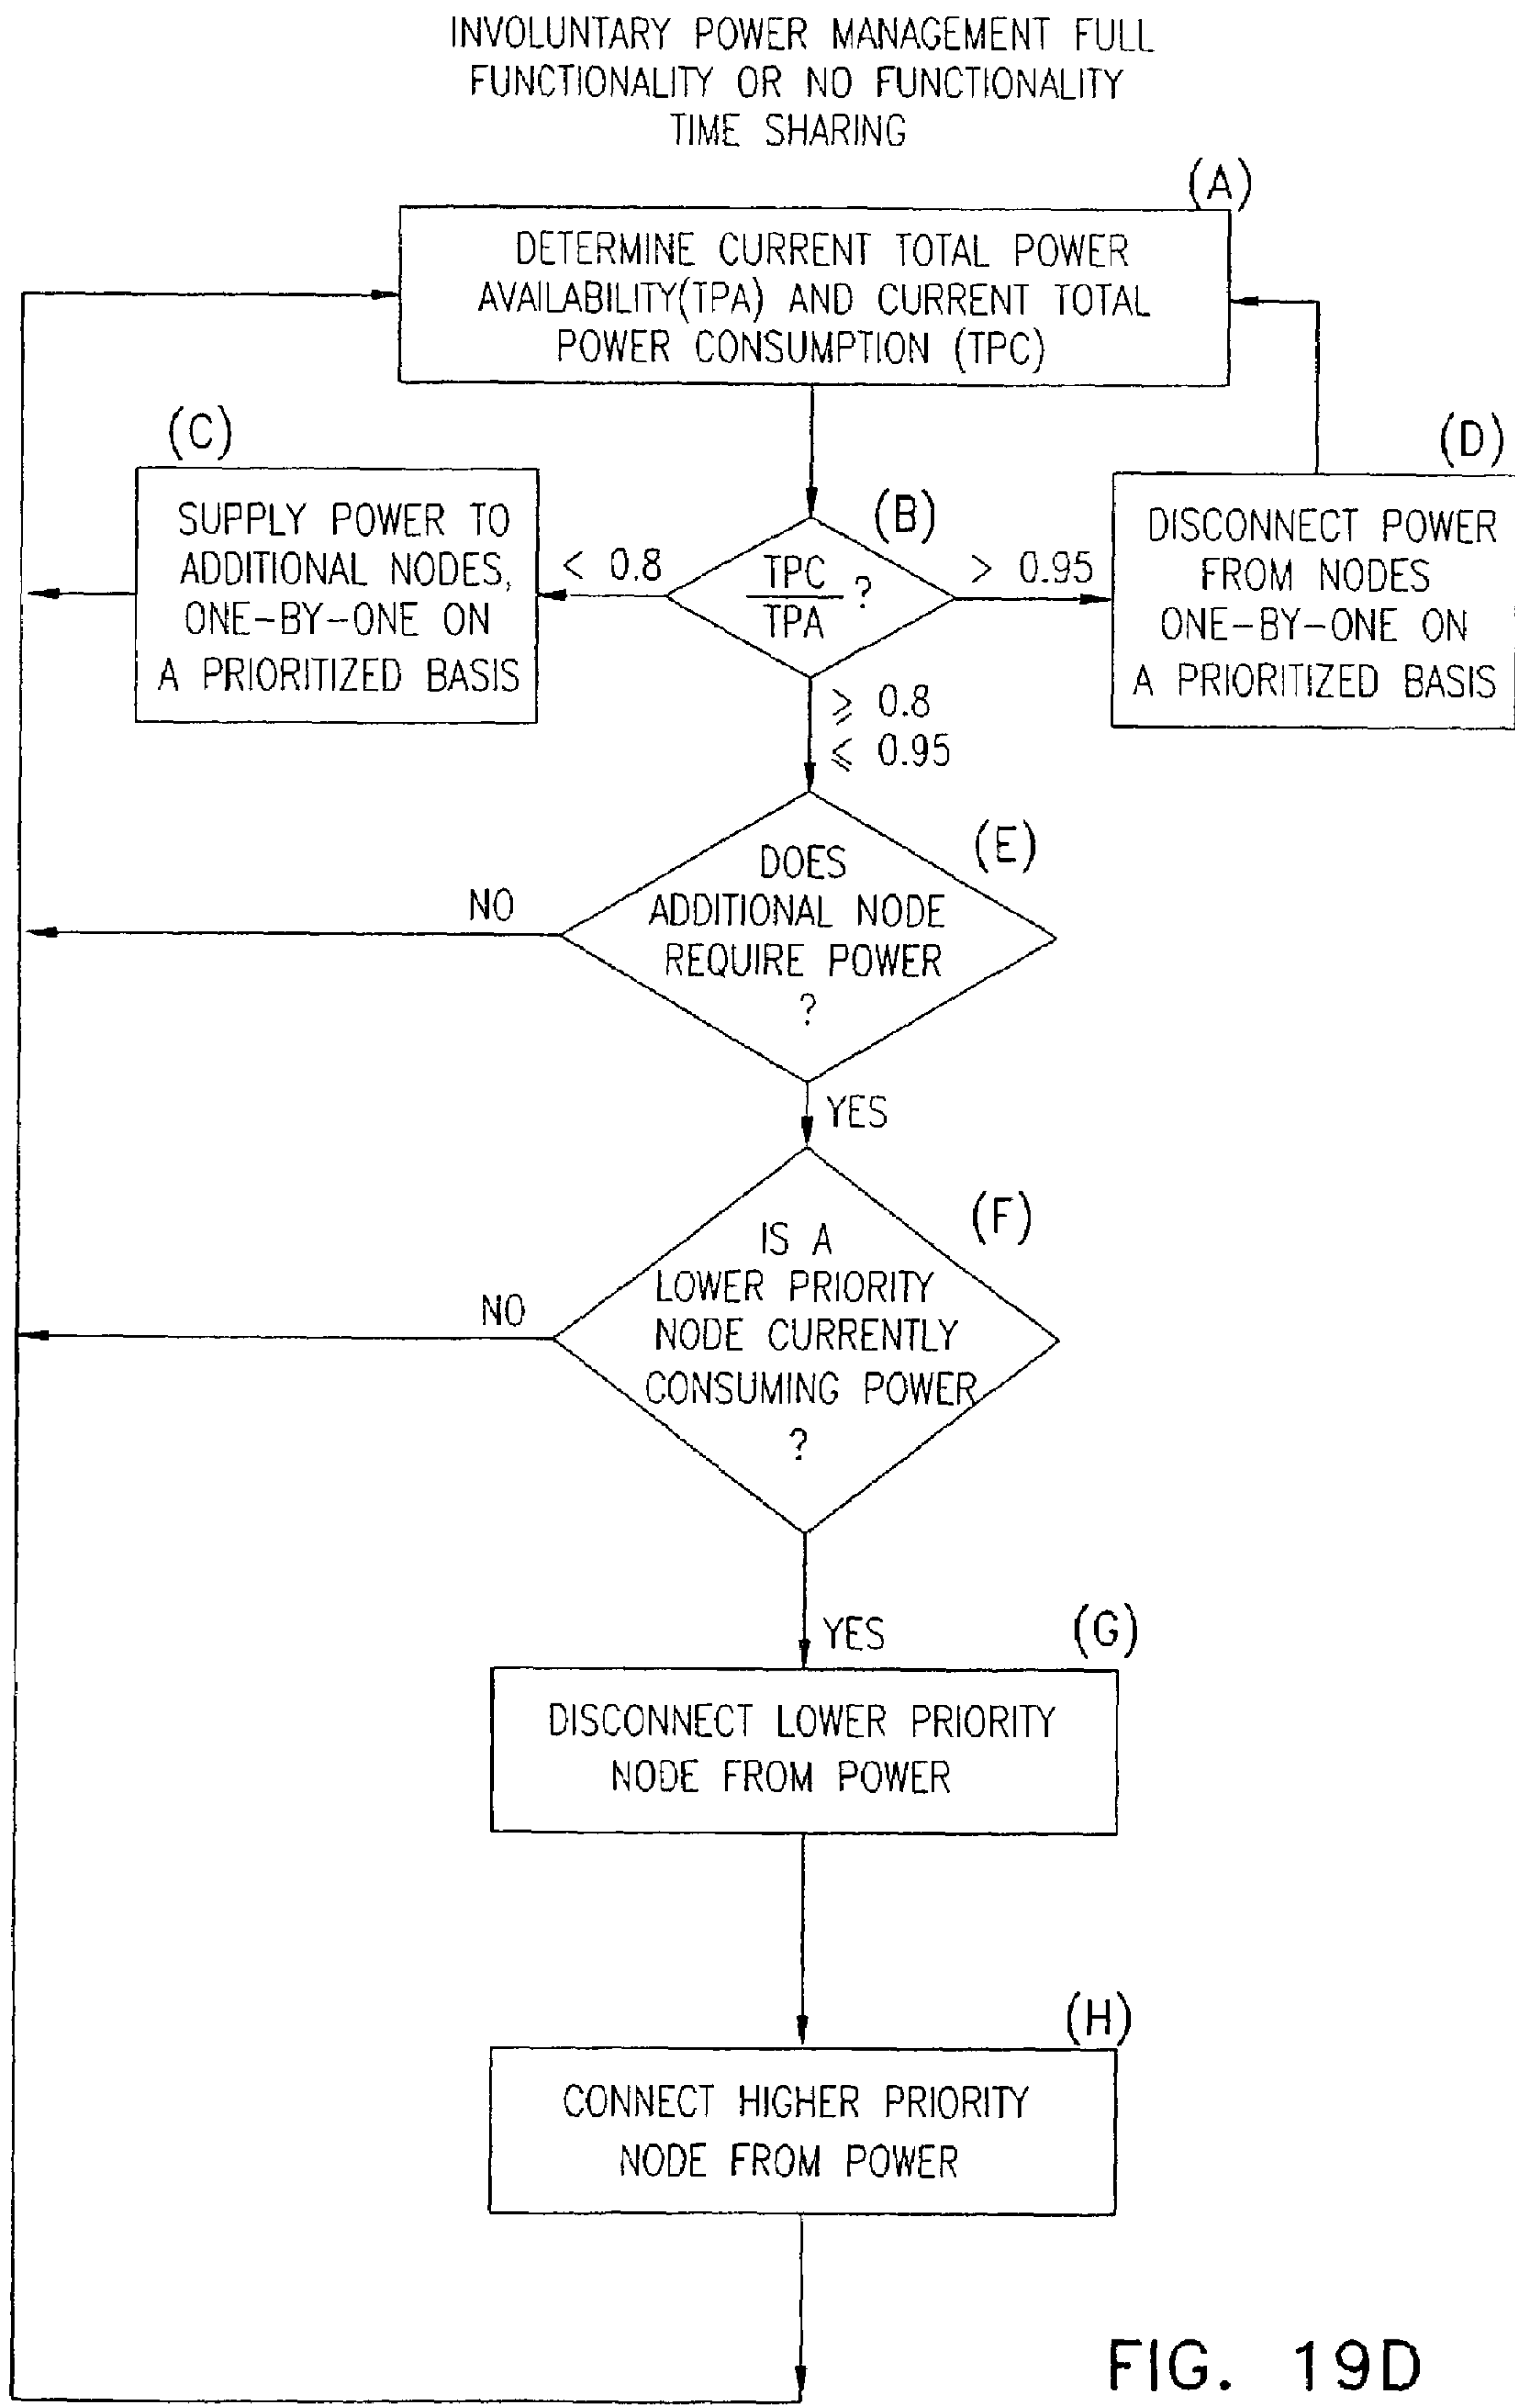 INVOLUNTARY POWER MANAGEMENT FULL
FUNCTIONALITY OR NO FUNCTIONALITY
TIME SHARING
(A)
DETERMINE CURRENT TOTAL POWER
AVAILABILITY(TPA) AND CURRENT TOTAL
POWER CONSUMPTION (TPC)
(C)
SUPPLY POWER TO
ADDITIONAL NODES,
ONE-BY-ONE ON
A PRIORITIZED BASIS
< 0.8
(B)
TPC
TPA
?
> 0.95
(D)
DISCONNECT POWER
FROM NODES
ONE-BY-ONE ON
A PRIORITIZED BASIS
⩾ 0.8
⩽ 0.95
(E)
DOES
ADDITIONAL NODE
REQUIRE POWER
?
NO
YES
(F)
IS A
LOWER PRIORITY
NODE CURRENTLY
CONSUMING POWER
?
NO
YES
(G)
DISCONNECT LOWER PRIORITY
NODE FROM POWER
(H)
CONNECT HIGHER PRIORITY
NODE FROM POWER
FIG. 19D